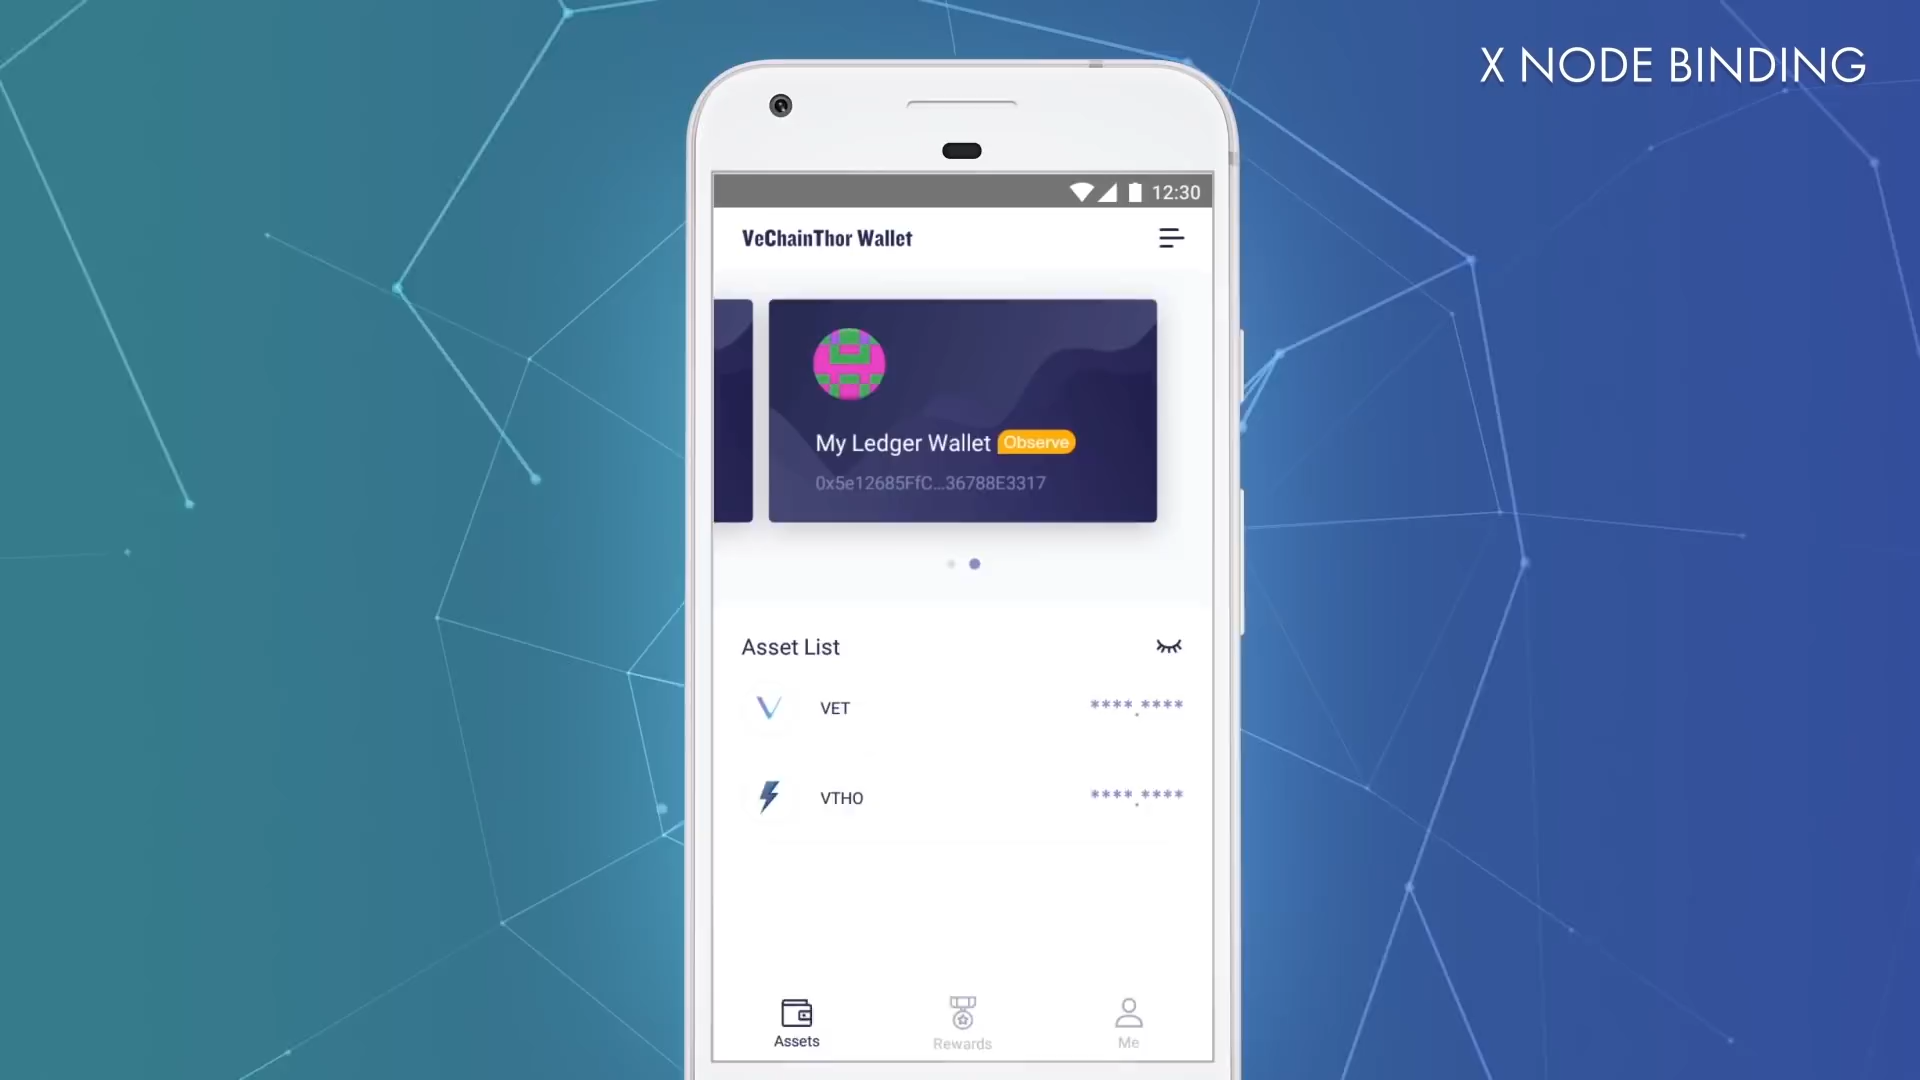 X NODE BINDING
12:30
VeChainThor Wallet
My Ledger Wallet Observe
0x5e12685FfC...36788E3317
Asset List
VET ****.****
VTHO ****.****
Assets Rewards Me